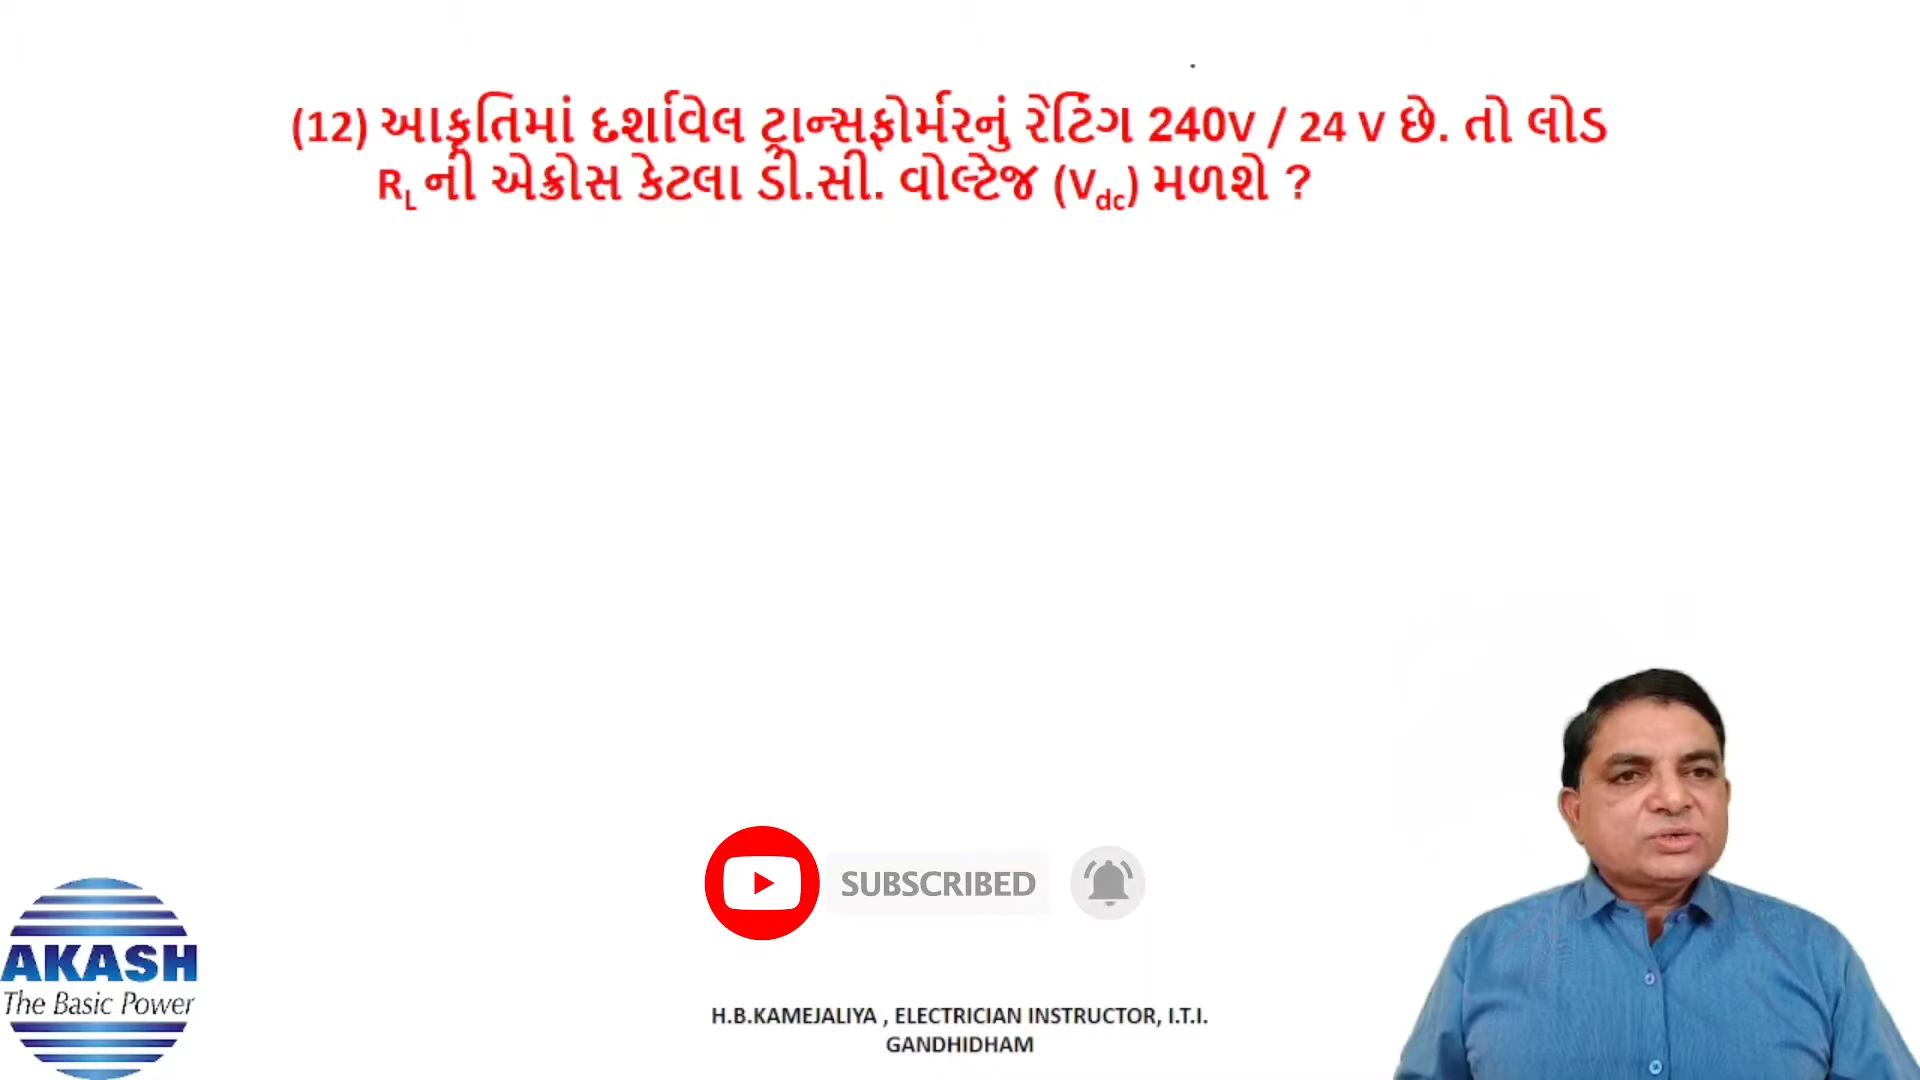 (12) આકૃતિમાં દર્શાવેલ ટ્રાન્સફોર્મરનું રેટિંગ 240V / 24 V છે. તો લોડ
RL ની એક્રોસ કેટલા ડી.સી. વોલ્ટેજ (Vdc) મળશે ?
SUBSCRIBED
AKASH
The Basic Power
H.B.KAMEJALIYA , ELECTRICIAN INSTRUCTOR, I.T.I.
GANDHIDHAM